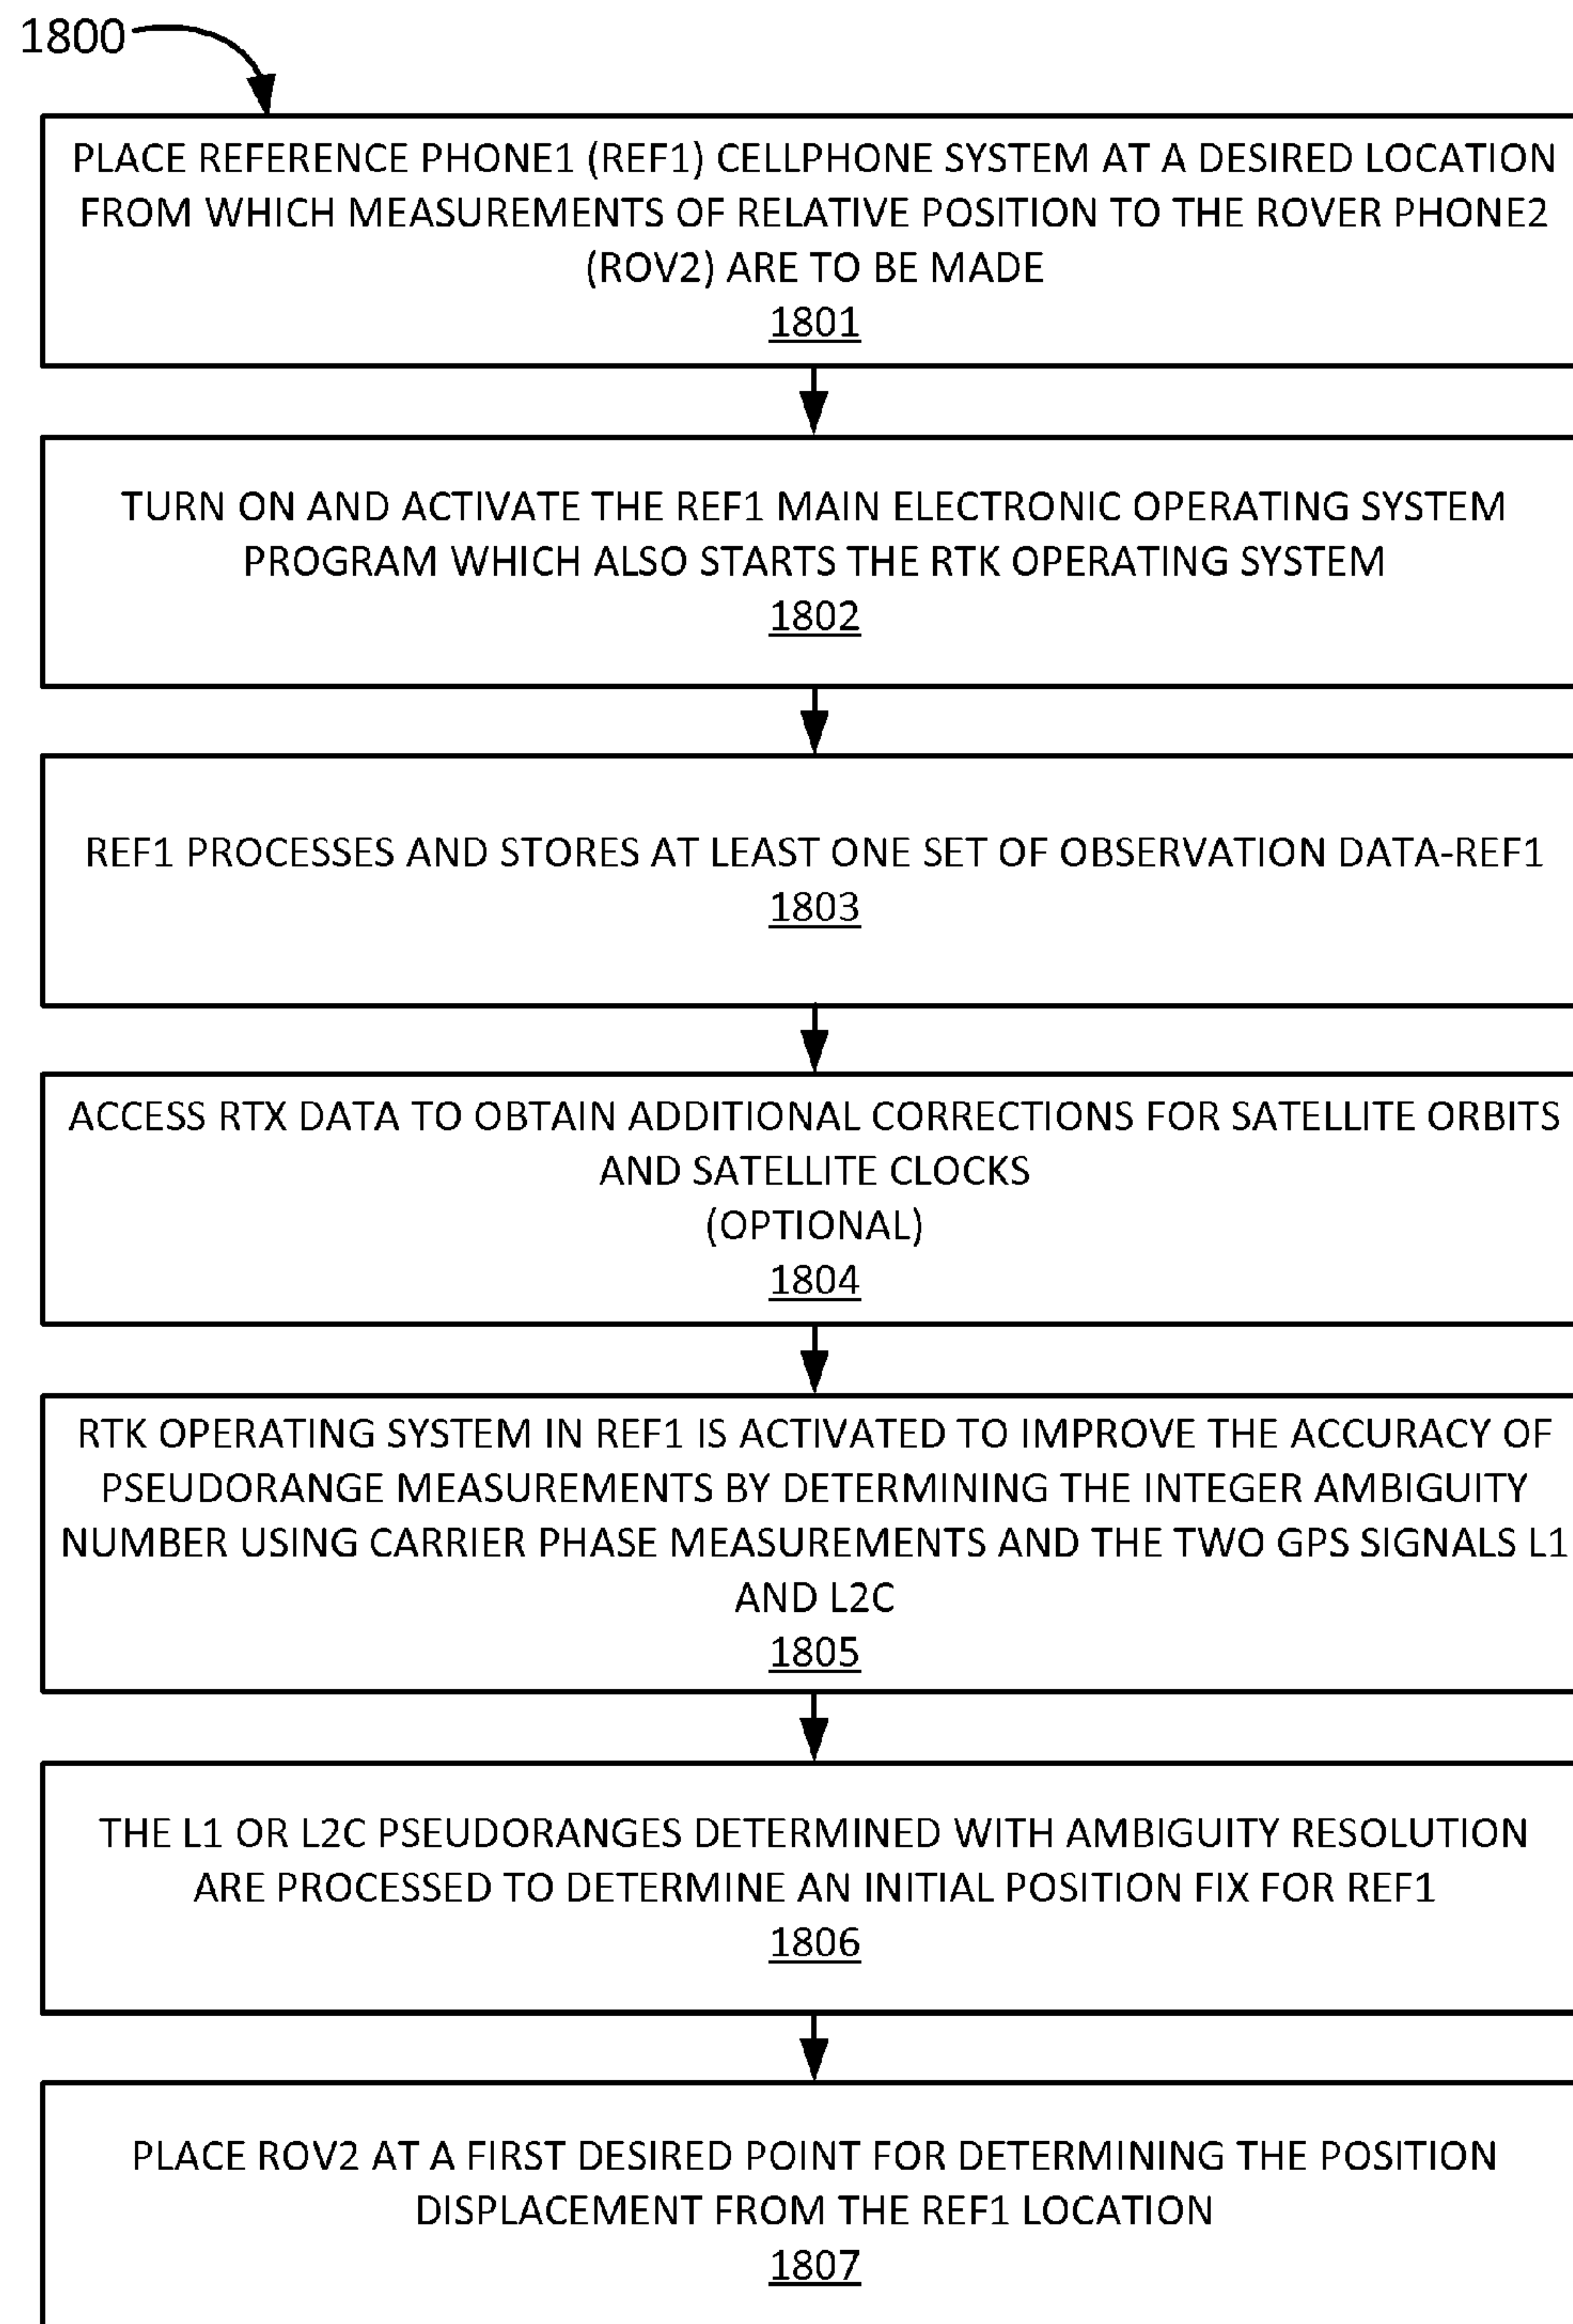 1800
PLACE REFERENCE PHONE1 (REF1) CELLPHONE SYSTEM AT A DESIRED LOCATION
FROM WHICH MEASUREMENTS OF RELATIVE POSITION TO THE ROVER PHONE2
(ROV2) ARE TO BE MADE
1801
TURN ON AND ACTIVATE THE REF1 MAIN ELECTRONIC OPERATING SYSTEM
PROGRAM WHICH ALSO STARTS THE RTK OPERATING SYSTEM
1802
REF1 PROCESSES AND STORES AT LEAST ONE SET OF OBSERVATION DATA-REF1
1803
ACCESS RTX DATA TO OBTAIN ADDITIONAL CORRECTIONS FOR SATELLITE ORBITS
AND SATELLITE CLOCKS
(OPTIONAL)
1804
RTK OPERATING SYSTEM IN REF1 IS ACTIVATED TO IMPROVE THE ACCURACY OF
PSEUDORANGE MEASUREMENTS BY DETERMINING THE INTEGER AMBIGUITY
NUMBER USING CARRIER PHASE MEASUREMENTS AND THE TWO GPS SIGNALS L1
AND L2C
1805
THE L1 OR L2C PSEUDORANGES DETERMINED WITH AMBIGUITY RESOLUTION
ARE PROCESSED TO DETERMINE AN INITIAL POSITION FIX FOR REF1
1806
PLACE ROV2 AT A FIRST DESIRED POINT FOR DETERMINING THE POSITION
DISPLACEMENT FROM THE REF1 LOCATION
1807